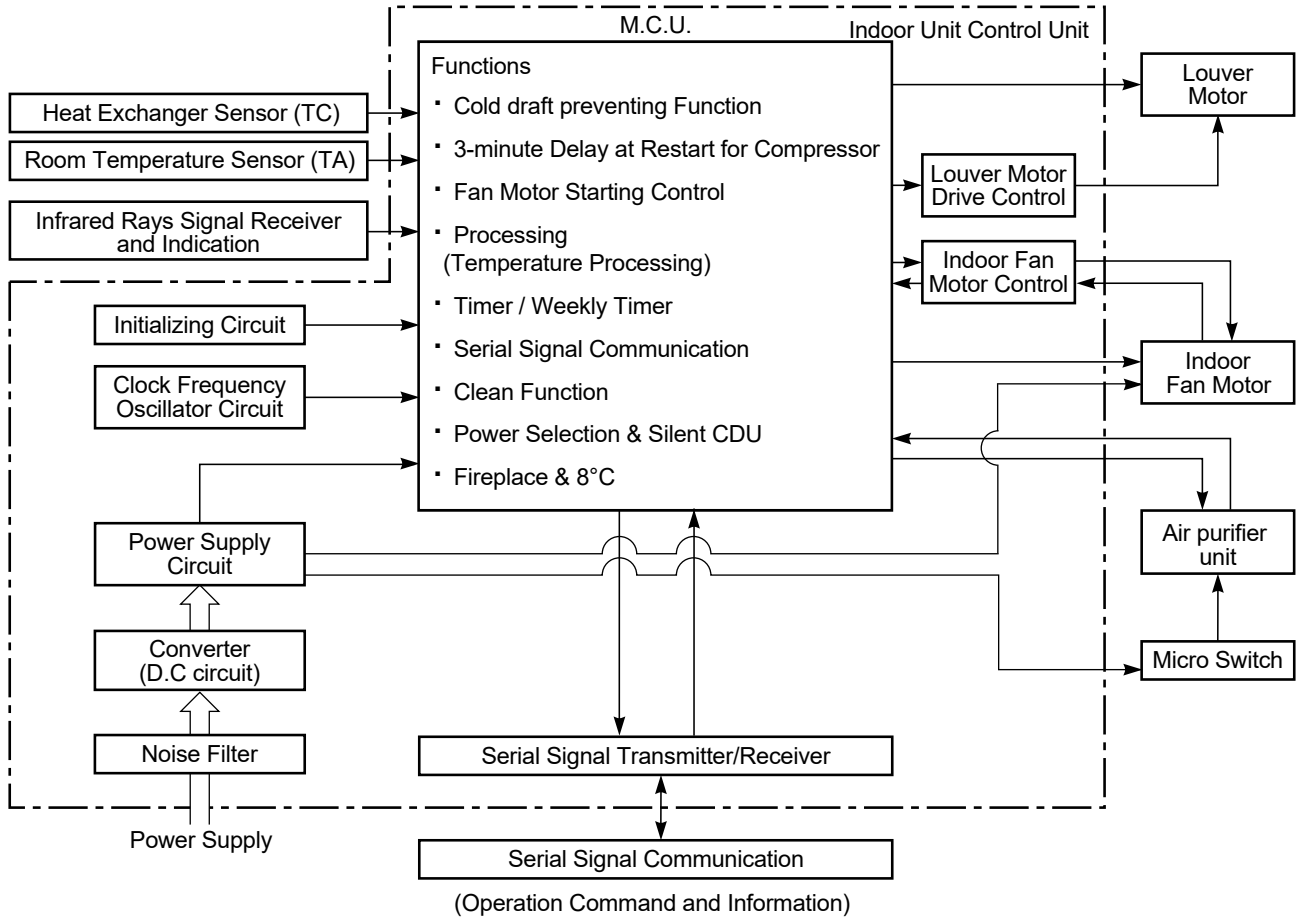 M.C.U.
Indoor Unit Control Unit
Functions
· Cold draft preventing Function
· 3-minute Delay at Restart for Compressor
· Fan Motor Starting Control
· Processing
(Temperature Processing)
· Timer / Weekly Timer
· Serial Signal Communication
· Clean Function
· Power Selection & Silent CDU
· Fireplace & 8°C
Heat Exchanger Sensor (TC)
Room Temperature Sensor (TA)
Infrared Rays Signal Receiver
and Indication
Initializing Circuit
Clock Frequency
Oscillator Circuit
Power Supply
Circuit
Converter
(D.C circuit)
Noise Filter
Power Supply
Louver
Motor
Louver Motor
Drive Control
Indoor Fan
Motor Control
Indoor
Fan Motor
Air purifier
unit
Micro Switch
Serial Signal Transmitter/Receiver
Serial Signal Communication
(Operation Command and Information)